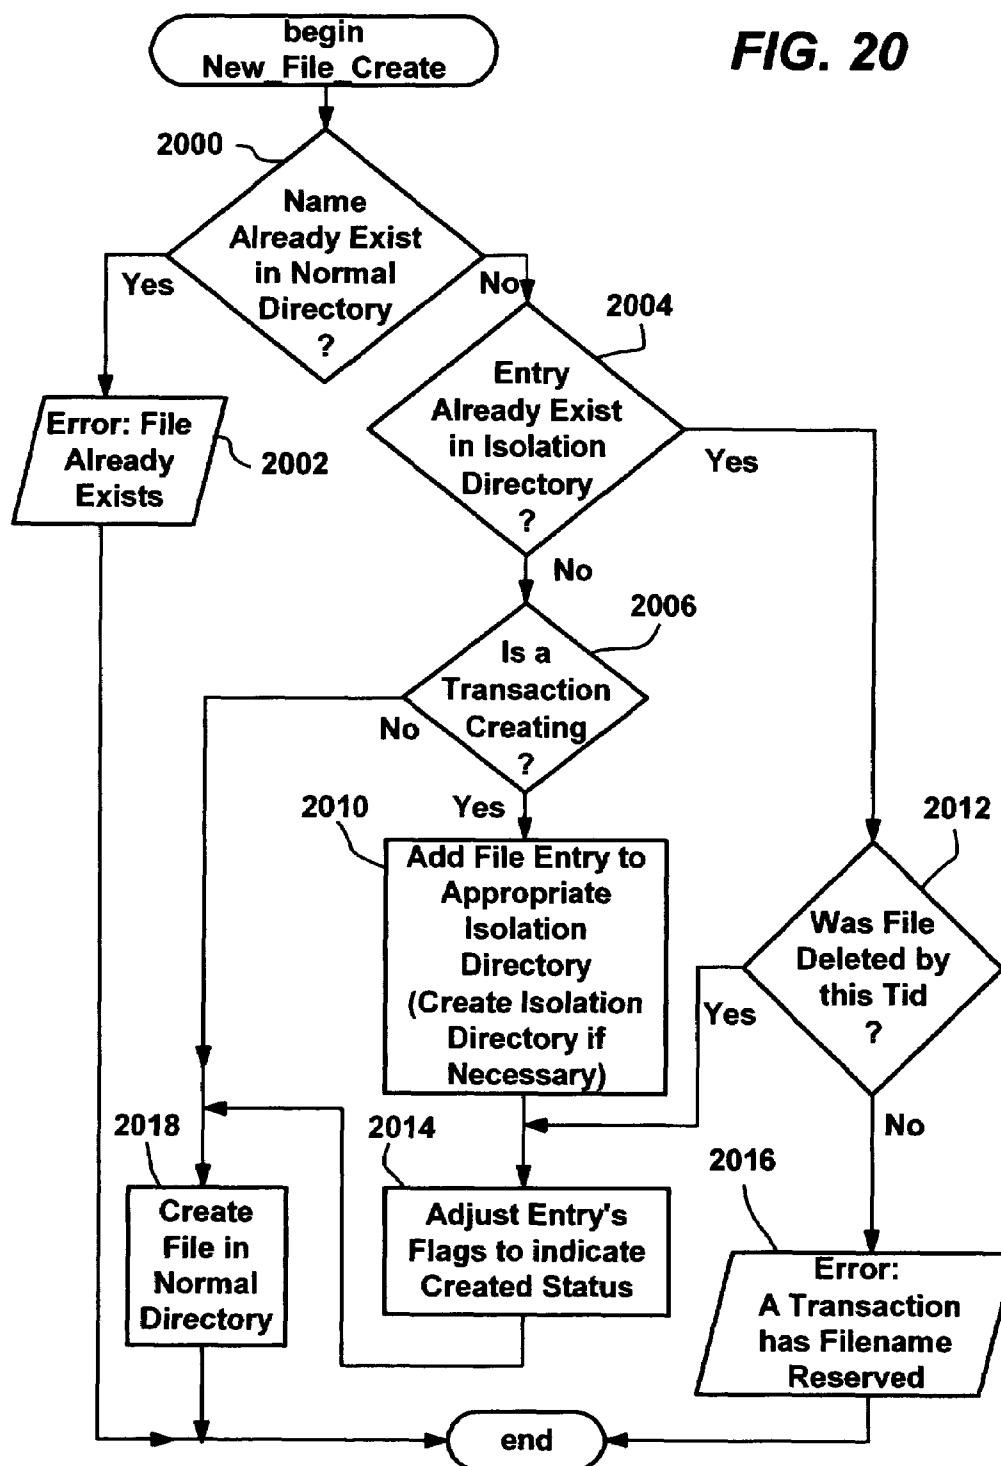 begin
New_File_Create
FIG. 20
2000
Name
Already Exist
in Normal
Directory
?
Yes
No
2004
Entry
Already Exist
in Isolation
Directory
?
Error: File
Already
Exists
2002
Yes
No
2006
Is a
Transaction
Creating
?
No
Yes
2010
Add File Entry to
Appropriate
Isolation
Directory
(Create Isolation
Directory if
Necessary)
2012
Was File
Deleted by
this Tid
?
Yes
No
2018
Create
File in
Normal
Directory
2014
Adjust Entry's
Flags to indicate
Created Status
2016
Error:
A Transaction
has Filename
Reserved
end